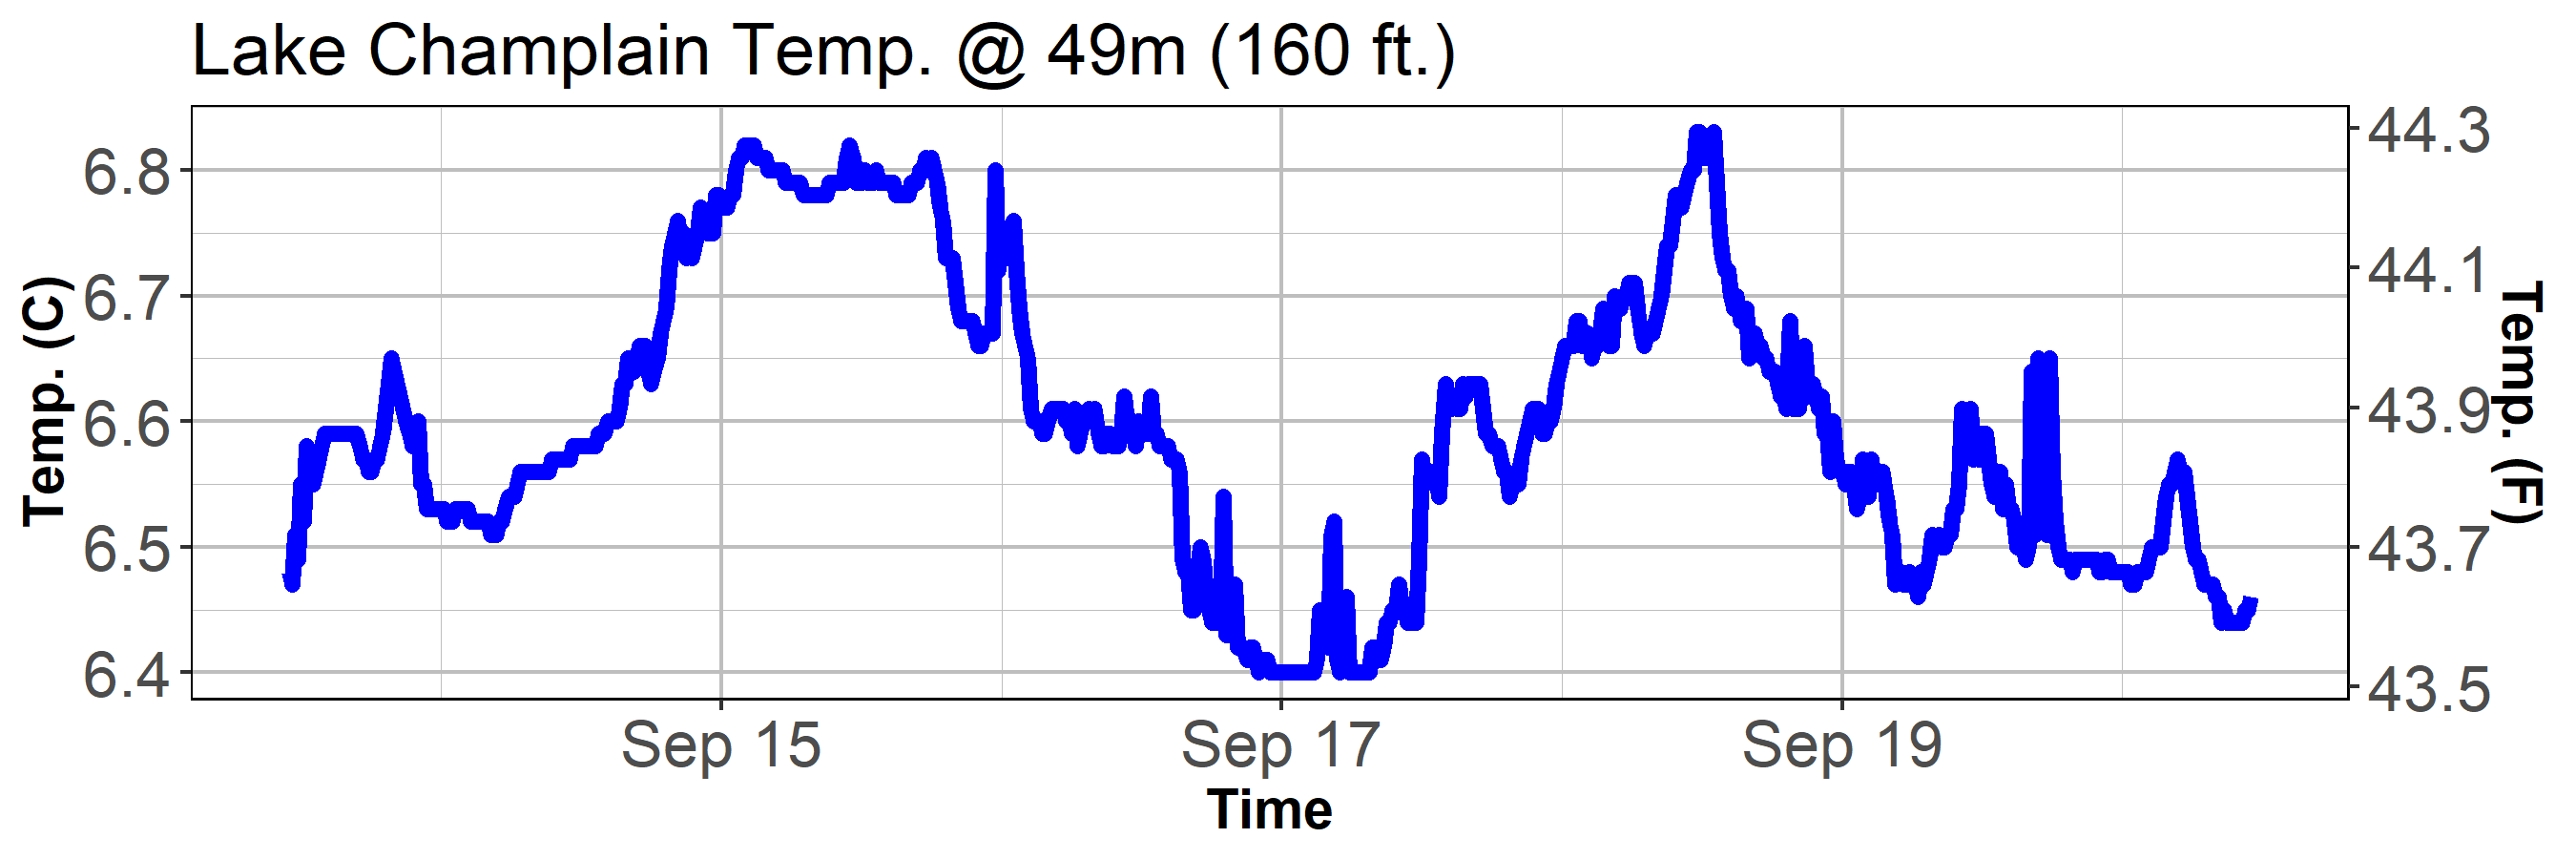 Lake Champlain Temp. @ 49m (160 ft.)
Temp. (C)
6.8
6.7
6.6
6.5
6.4
44.3
44.1
43.9
43.7
43.5
Temp. (F)
Sep 15 Sep 17 Sep 19
Time